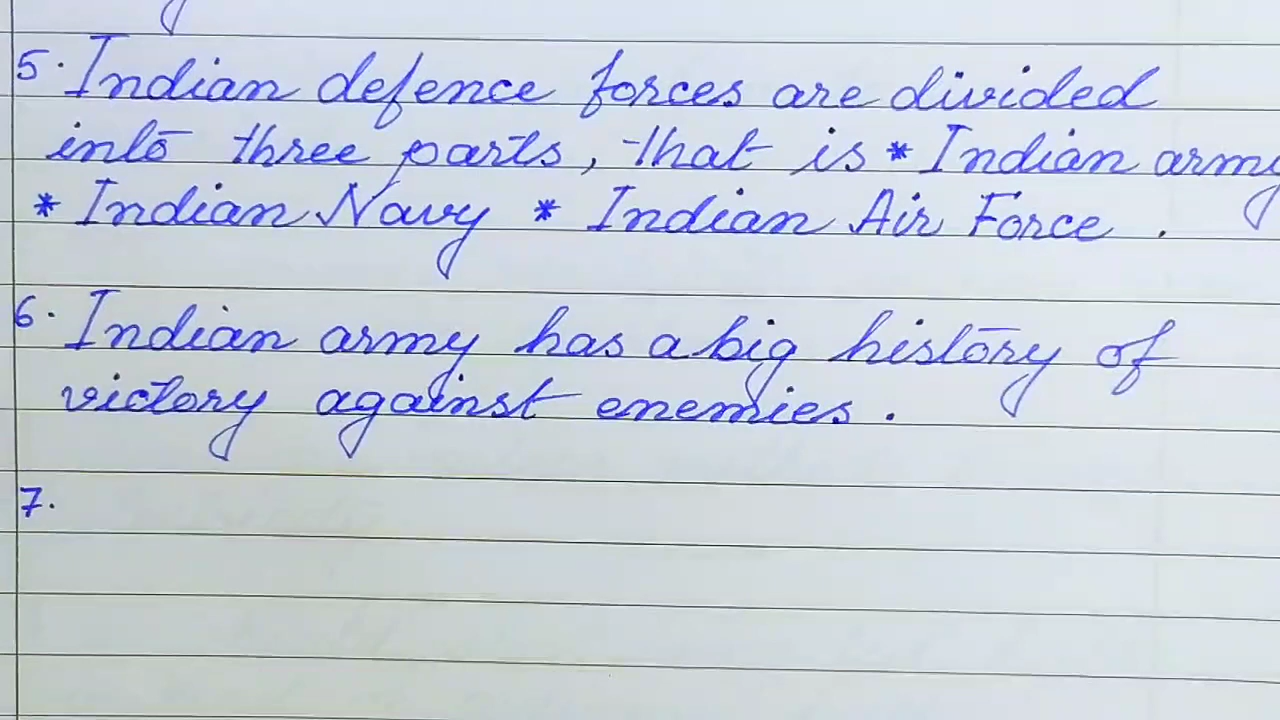 5. Indian defence forces are divided
into three parts, that is * Indian army
* Indian Navy * Indian Air Force .
6. Indian army has a big history of
victory against enemies .
7.